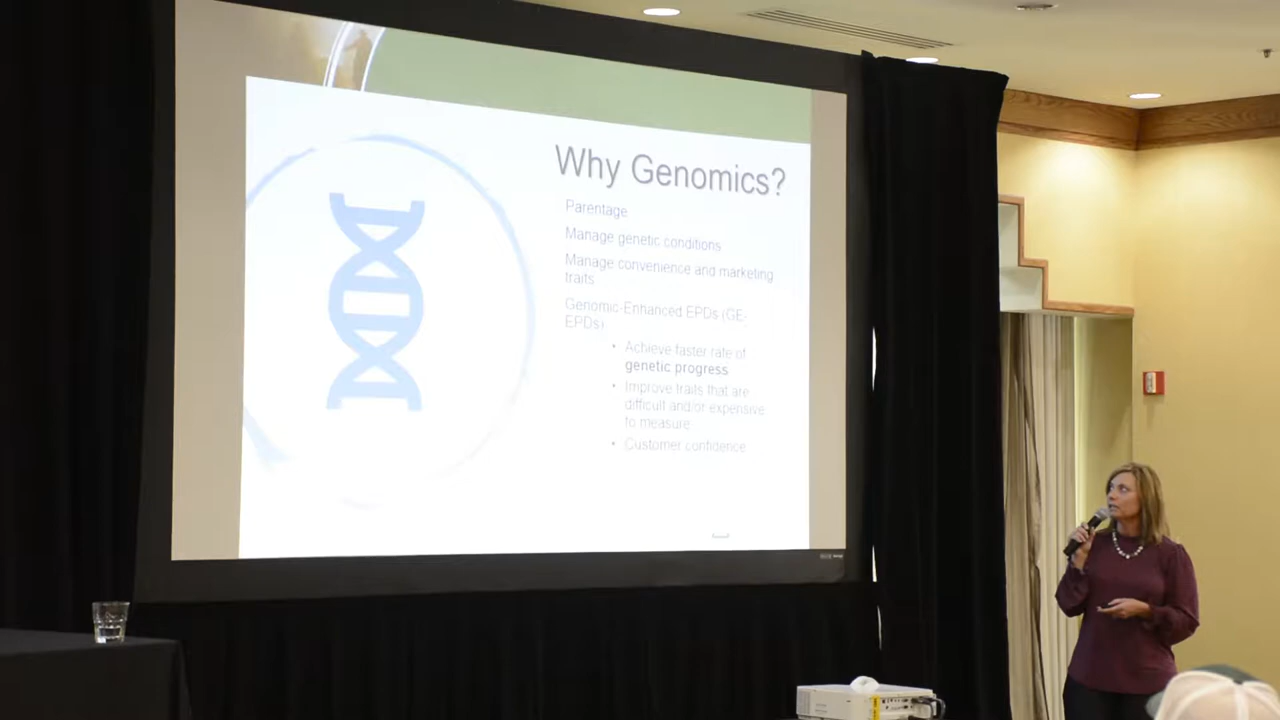 Why Genomics?
Parentage
Manage genetic conditions
Manage convenience and marketing
traits
Genomic-Enhanced EPDs (GE-
EPDs)
• Achieve faster rate of
genetic progress
• Improve traits that are
difficult and/or expensive
to measure
• Customer confidence